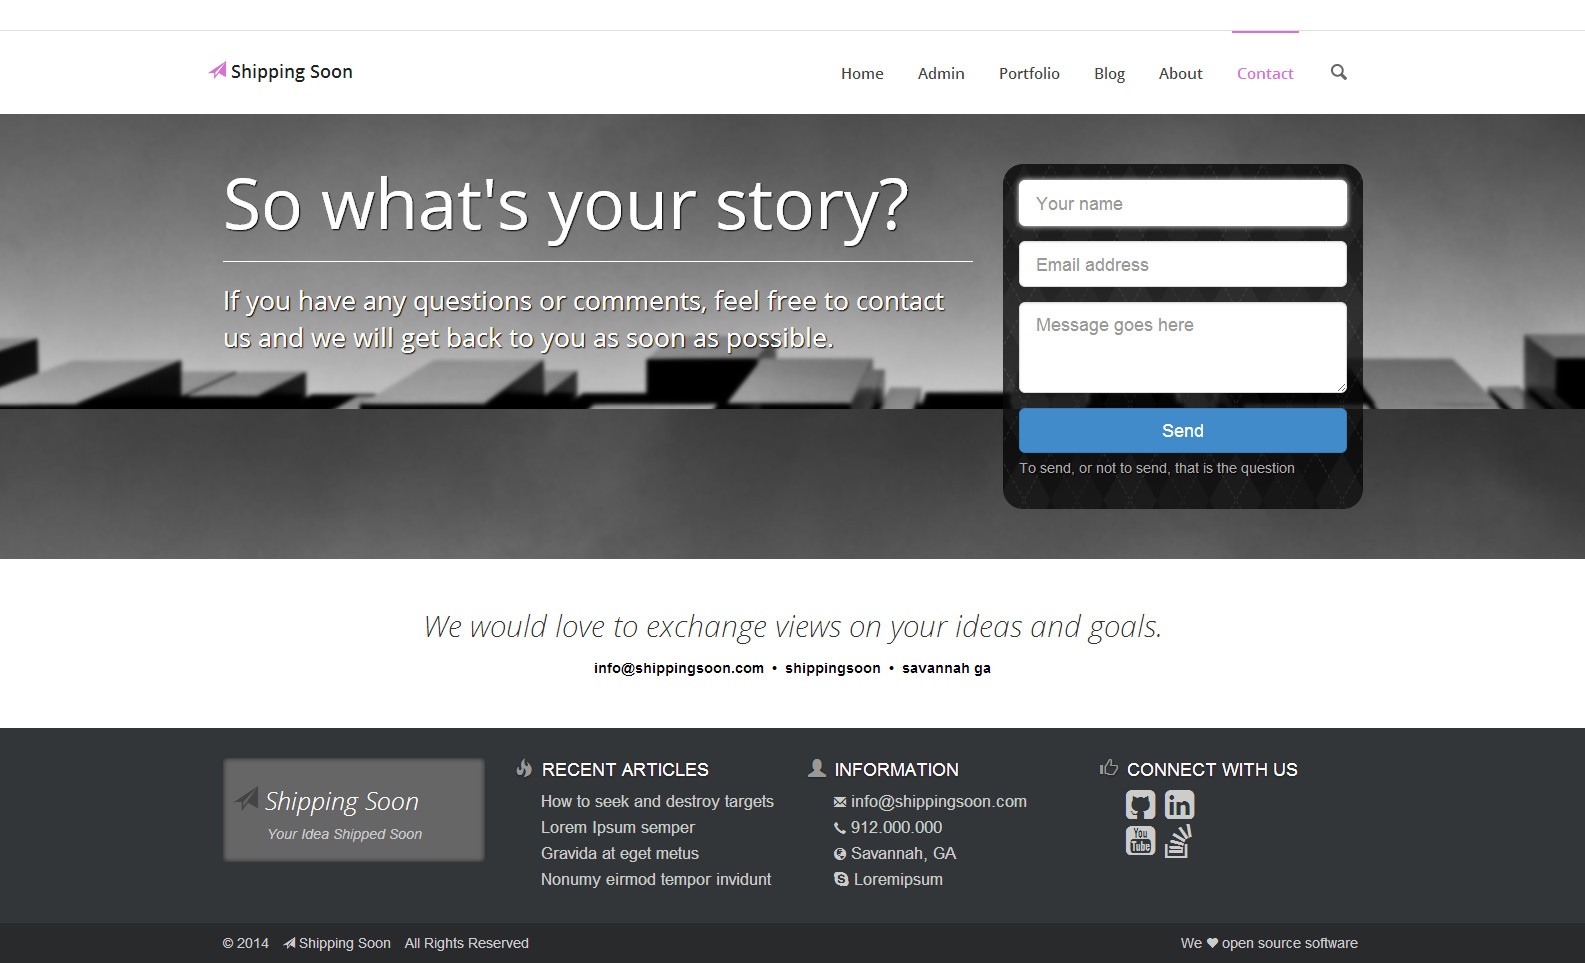 Shipping Soon
Home Admin Portfolio Blog About Contact
So what's your story?
If you have any questions or comments, feel free to contact
us and we will get back to you as soon as possible.
Your name
Email address
Message goes here
Send
To send, or not to send, that is the question
We would love to exchange views on your ideas and goals.
info@shippingsoon.com • shippingsoon • savannah ga
Shipping Soon
Your Idea Shipped Soon
RECENT ARTICLES
How to seek and destroy targets
Lorem Ipsum semper
Gravida at eget metus
Nonumy eirmod tempor invidunt
INFORMATION
info@shippingsoon.com
912.000.000
Savannah, GA
Loremipsum
CONNECT WITH US
in
You
Tube
© 2014 Shipping Soon All Rights Reserved
We ♥ open source software